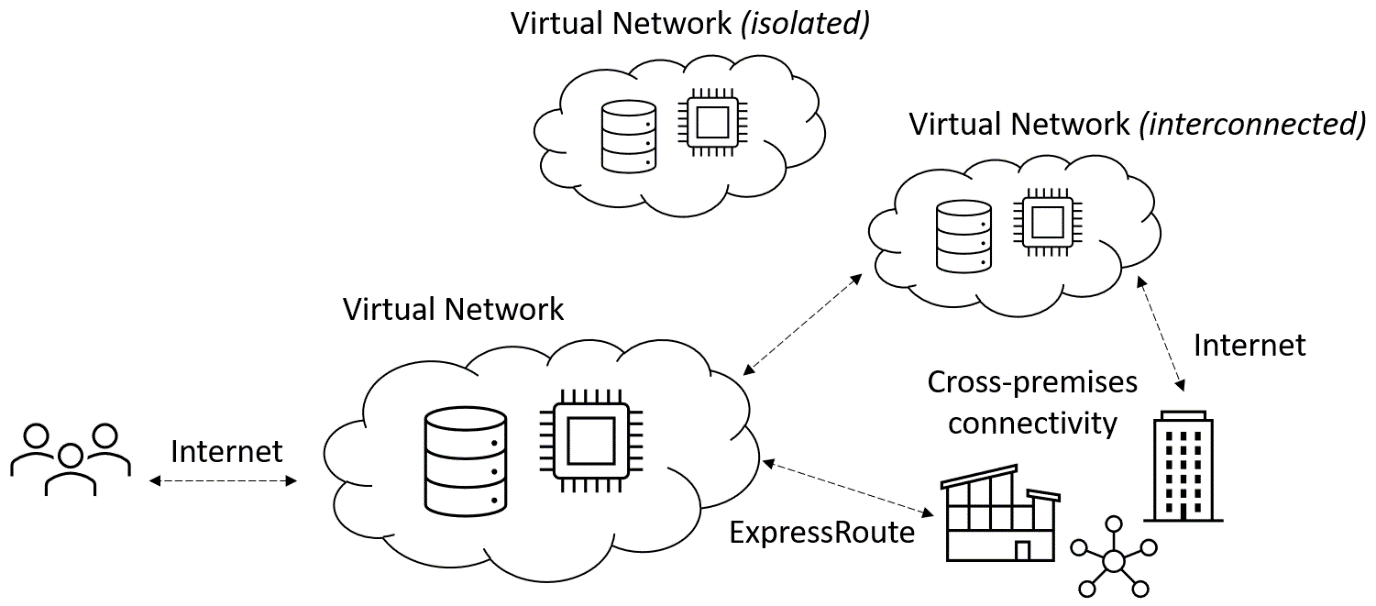 Virtual Network (isolated)
Virtual Network (interconnected)
Virtual Network
Internet
Cross-premises
connectivity
Internet
ExpressRoute